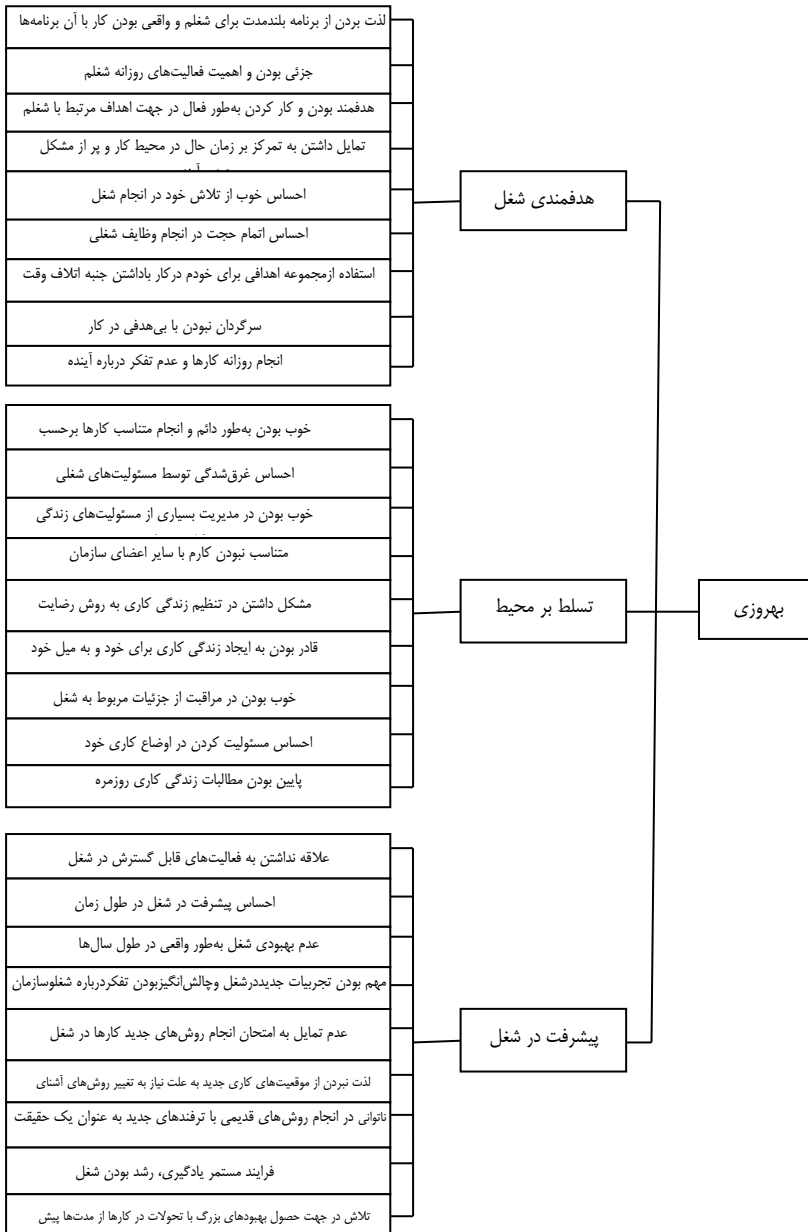 لذت بردن از برنامه بلندمدت برای شغلم و واقعی بودن کار با آن برنامه‌ها
جزئی بودن و اهمیت فعالیت‌های روزانه شغلم
هدفمند بودن و کار کردن به‌طور فعال در جهت اهداف مرتبط با شغلم
تمایل داشتن به تمرکز بر زمان حال در محیط کار و پر از مشکل
احساس خوب از تلاش خود در انجام شغل
احساس اتمام حجت در انجام وظایف شغلی
استفاده ازمجموعه اهدافی برای خودم درکار باداشتن جنبه اتلاف وقت
سرگردان نبودن با بی‌هدفی در کار
انجام روزانه کارها و عدم تفکر درباره آینده
هدفمندی شغل
خوب بودن به‌طور دائم و انجام متناسب کارها برحسب
احساس غرق‌شدگی توسط مسئولیت‌های شغلی
خوب بودن در مدیریت بسیاری از مسئولیت‌های زندگی
متناسب نبودن کارم با سایر اعضای سازمان
مشکل داشتن در تنظیم زندگی کاری به روش رضایت
قادر بودن به ایجاد زندگی کاری برای خود و به میل خود
خوب بودن در مراقبت از جزئیات مربوط به شغل
احساس مسئولیت کردن در اوضاع کاری خود
پایین بودن مطالبات زندگی کاری روزمره
تسلط بر محیط
بهروزی
علاقه نداشتن به فعالیت‌های قابل گسترش در شغل
احساس پیشرفت در شغل در طول زمان
عدم بهبودی شغل به‌طور واقعی در طول سال‌ها
مهم بودن تجربیات جدیددرشغل وچالش‌انگیزبودن تفکردرباره شغلوسازمان
عدم تمایل به امتحان انجام روش‌های جدید کارها در شغل
لذت نبردن از موقعیت‌های کاری جدید به علت نیاز به تغییر روش‌های آشنای
ناتوانی در انجام روش‌های قدیمی با ترفندهای جدید به عنوان یک حقیقت
فرایند مستمر یادگیری، رشد بودن شغل
تلاش در جهت حصول بهبودهای بزرگ با تحولات در کارها از مدت‌ها پیش
پیشرفت در شغل